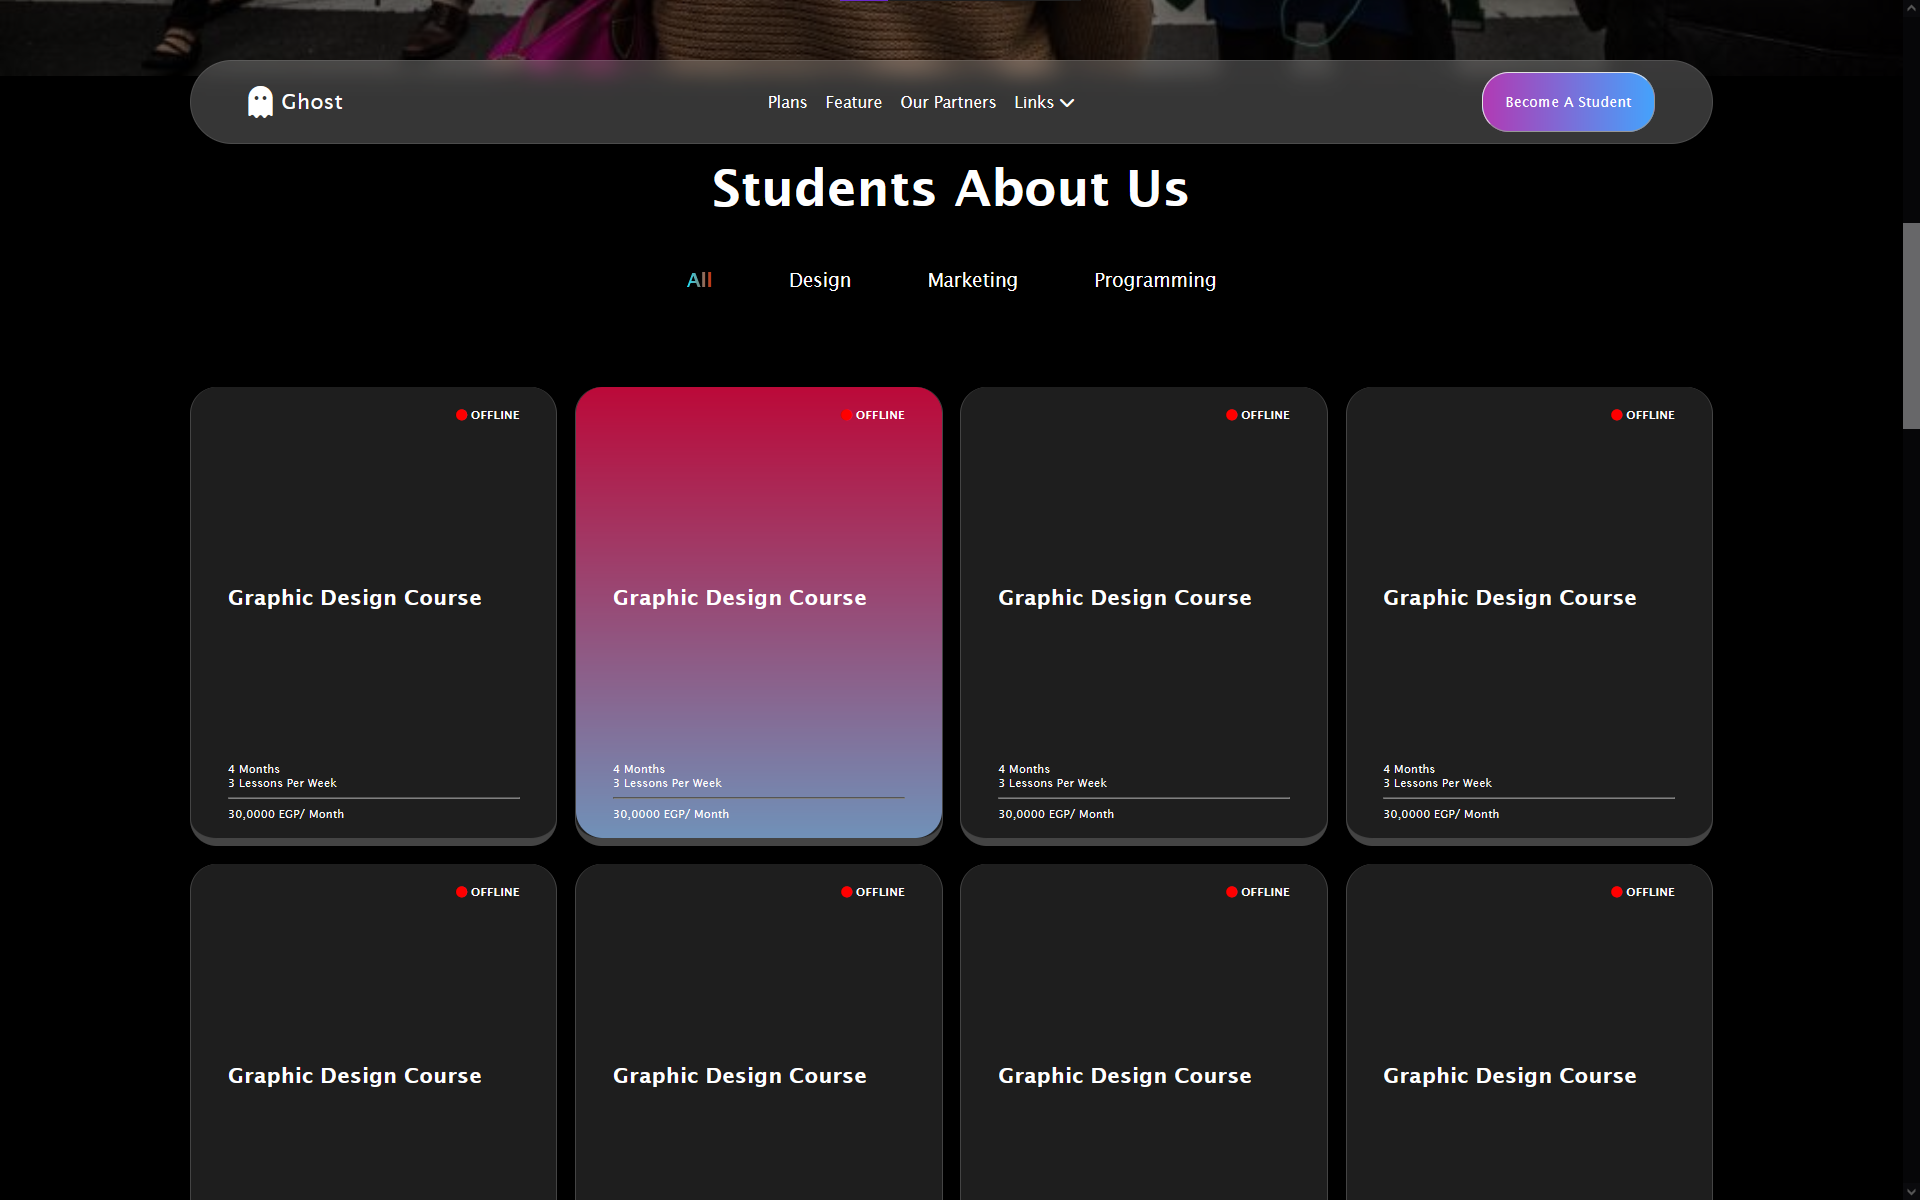 Ghost
Plans Feature Our Partners Links
Become A Student
Students About Us
All Design Marketing Programming
OFFLINE
Graphic Design Course
4 Months
3 Lessons Per Week
30,0000 EGP/ Month
OFFLINE
Graphic Design Course
4 Months
3 Lessons Per Week
30,0000 EGP/ Month
OFFLINE
Graphic Design Course
4 Months
3 Lessons Per Week
30,0000 EGP/ Month
OFFLINE
Graphic Design Course
4 Months
3 Lessons Per Week
30,0000 EGP/ Month
OFFLINE
Graphic Design Course
OFFLINE
Graphic Design Course
OFFLINE
Graphic Design Course
OFFLINE
Graphic Design Course